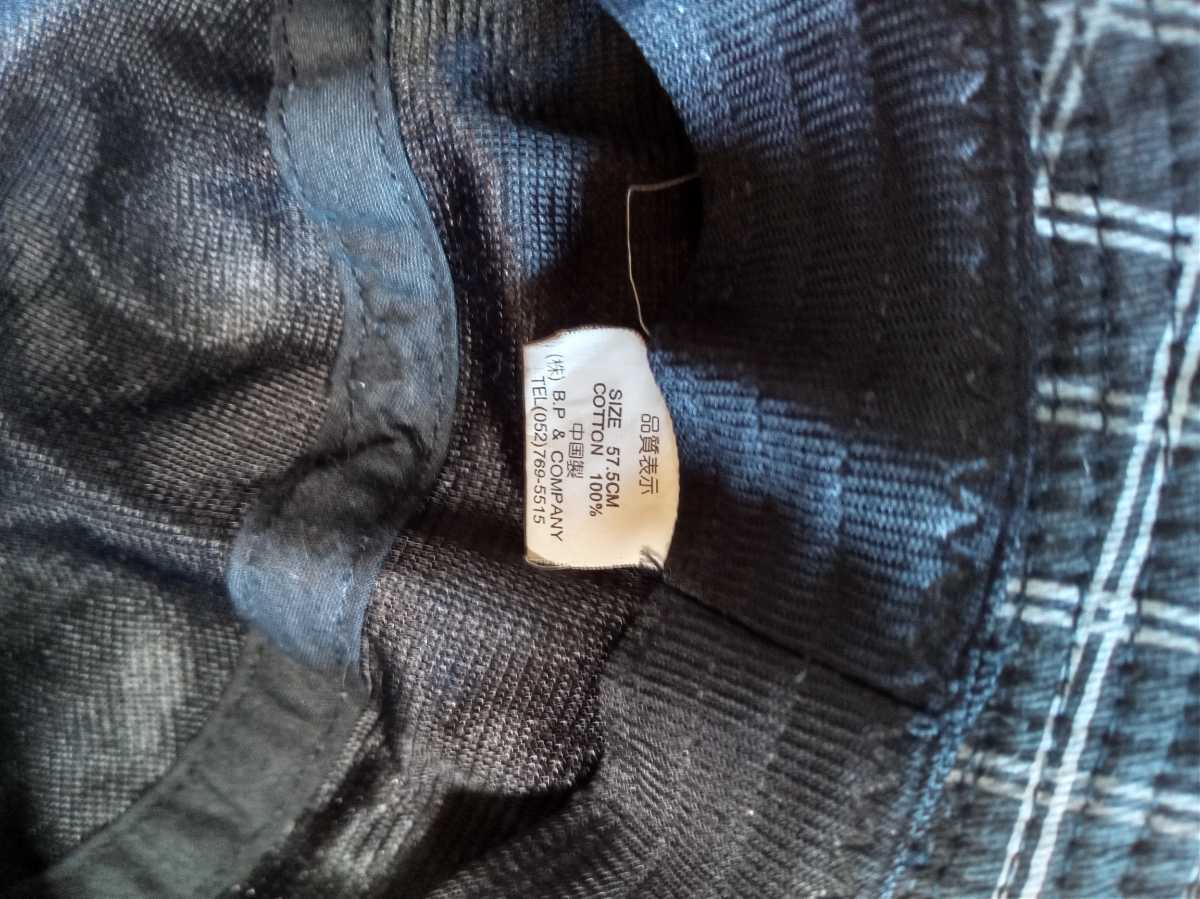 品質表示
SIZE 57.5CM
COTTON 100%
中国製
(株) B.P & COMPANY
TEL(052)769-5515